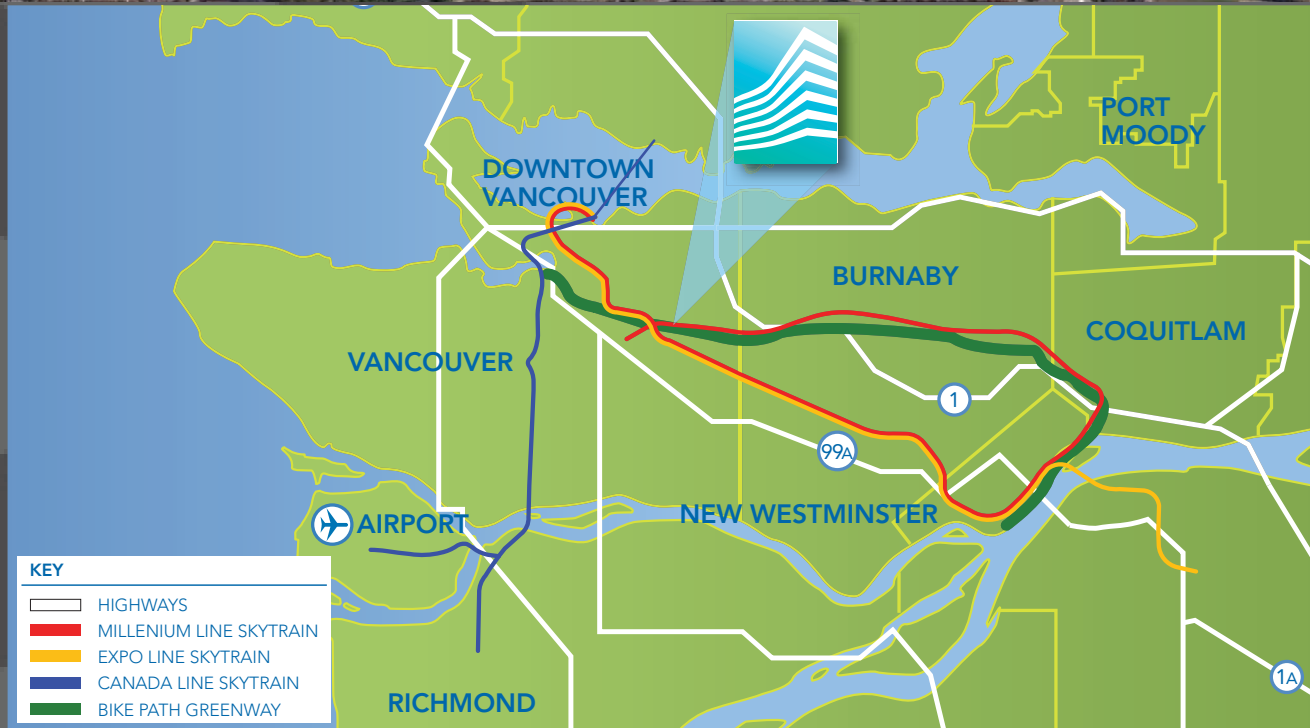 PORT
MOODY
DOWNTOWN
VANCOUVER
BURNABY
COQUITLAM
VANCOUVER
1
99A
NEW WESTMINSTER
AIRPORT
KEY
HIGHWAYS
MILLENIUM LINE SKYTRAIN
EXPO LINE SKYTRAIN
CANADA LINE SKYTRAIN
BIKE PATH GREENWAY
RICHMOND
1A